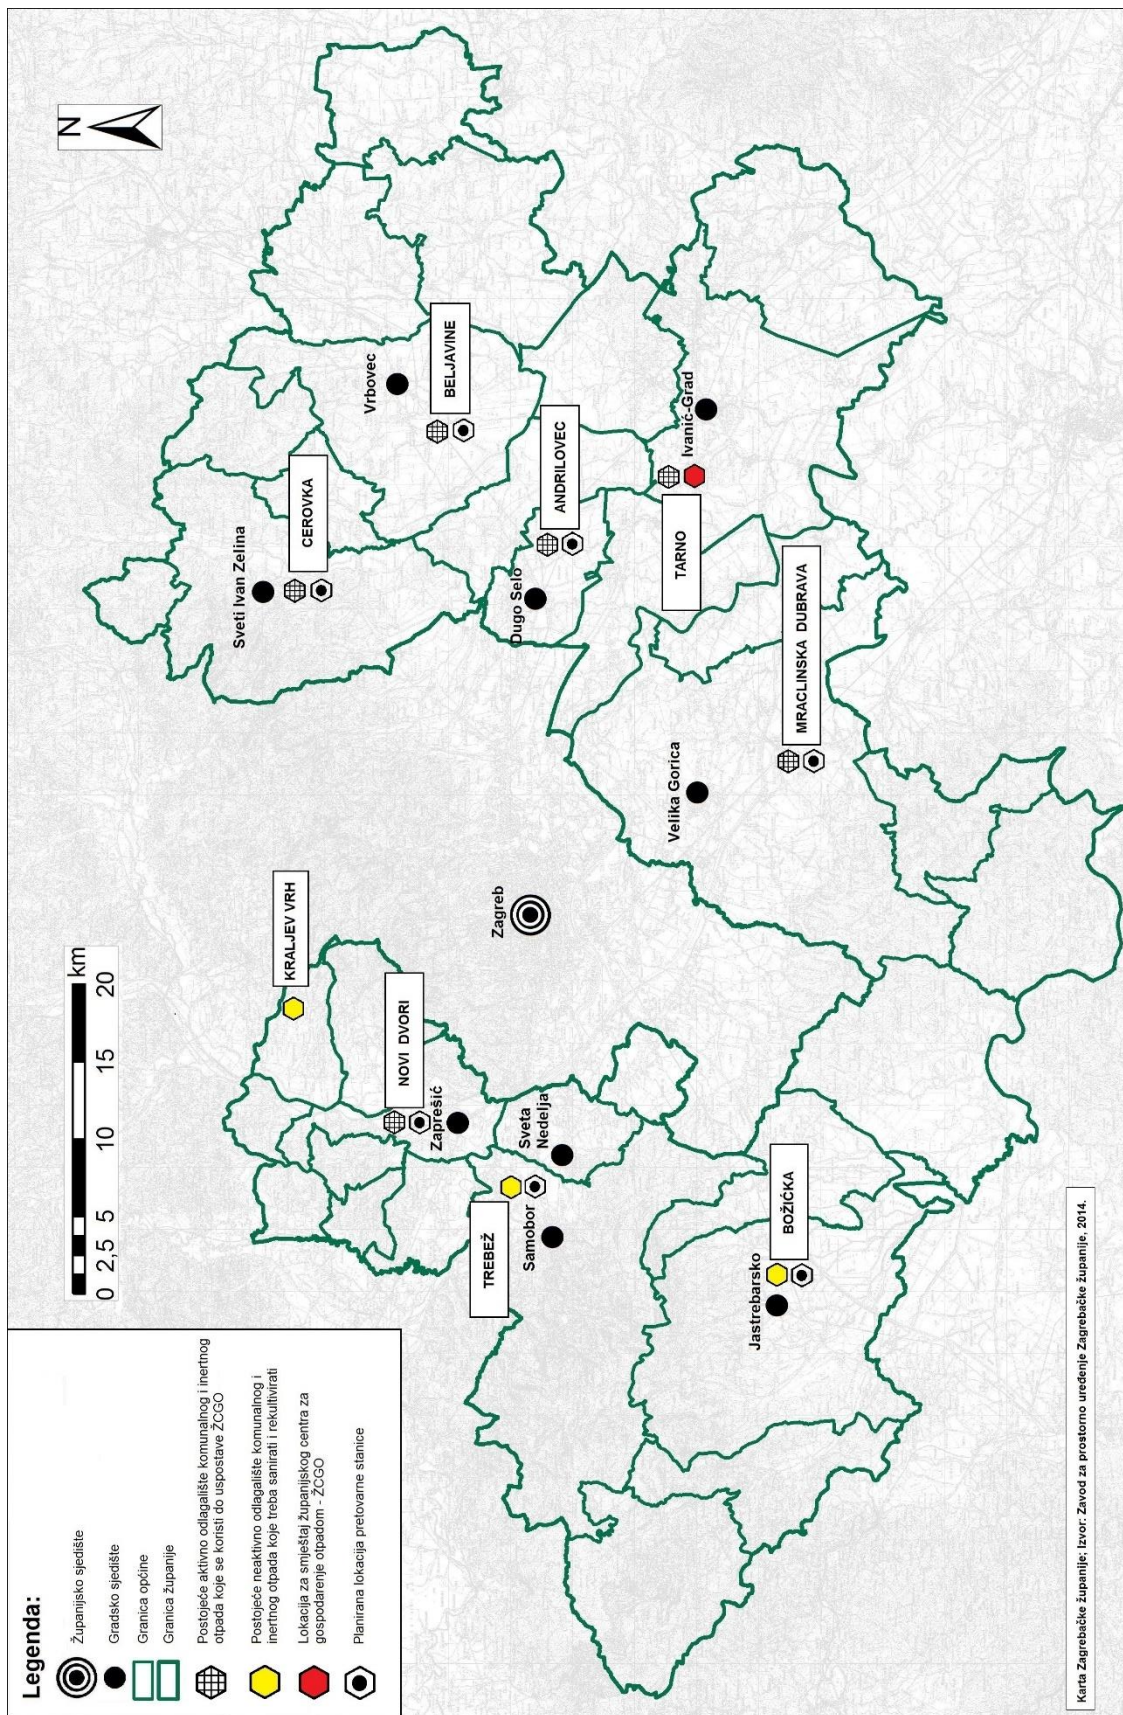 Legenda:
Županijsko sjedište
Gradsko sjedište
Granica općine
Granica županije
Postojeće aktivno odlagalište komunalnog i inertnog
otpada koje se koristi do uspostave ŽCGO
Postojeće neaktivno odlagalište komunalnog i
inertnog otpada koje treba sanirati i rekultivirati
Lokacija za smještaj županijskog centra za
gospodarenje otpadom - ŽCGO
Planirana lokacija pretovarne stanice
0 2,5 5 10 15 20
km
N
KRALJEV VRH
NOVI DVORI
Zaprešić
Sveta
Nedelja
TREBEŽ
Samobor
BOŽIĆKA
Jastrebarsko
Zagreb
Sveti Ivan Zelina
CEROVKA
Vrbovec
BELJAVINE
ANDRILOVEC
Dugo Selo
Ivanić-Grad
TARNO
Velika Gorica
MRACLINSKA DUBRAVA
Karta Zagrebačke županije; Izvor: Zavod za prostorno uređenje Zagrebačke županije, 2014.